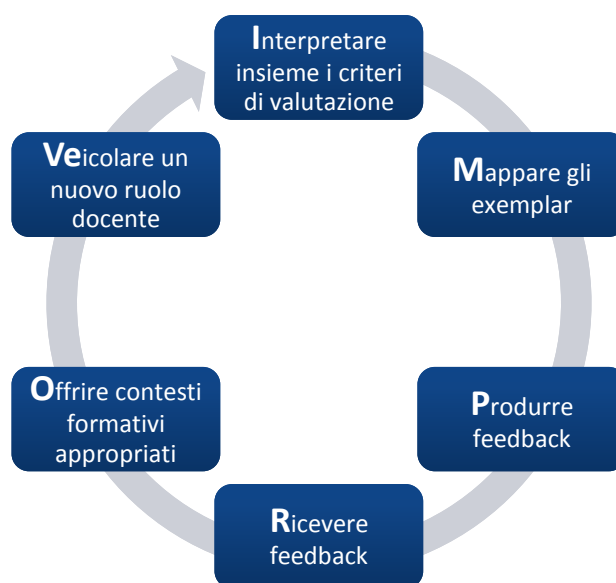 Interpretare
insieme i criteri
di valutazione
Mappare gli
exemplar
Produrre
feedback
Ricevere
feedback
Offrire contesti
formativi
appropriati
Veicolare un
nuovo ruolo
docente